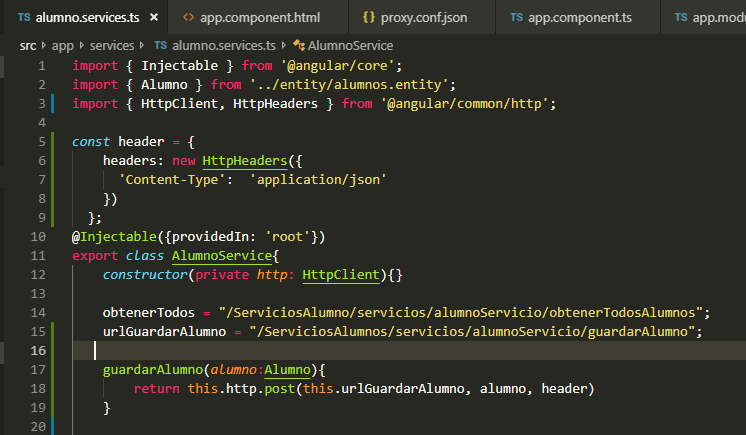 TS alumno.services.ts × <> app.component.html {} proxy.conf.json TS app.component.ts TS
src › app › services › TS alumno.services.ts › AlumnoService
1 import { Injectable } from '@angular/core';
2 import { Alumno } from '../entity/alumnos.entity';
3 import { HttpClient, HttpHeaders } from '@angular/common/http';
4
5 const header = {
6 headers: new HttpHeaders({
7 'Content-Type': 'application/json'
8 })
9 };
10 @Injectable({providedIn: 'root'})
11 export class AlumnoService{
12 constructor(private http: HttpClient){}
13
14 obtenerTodos = "/ServiciosAlumno/servicios/alumnoServicio/obtenerTodosAlumnos";
15 urlGuardarAlumno = "/ServiciosAlumnos/servicios/alumnoServicio/guardarAlumno";
16
17 guardarAlumno(alumno:Alumno){
18 return this.http.post(this.urlGuardarAlumno, alumno, header)
19 }
20